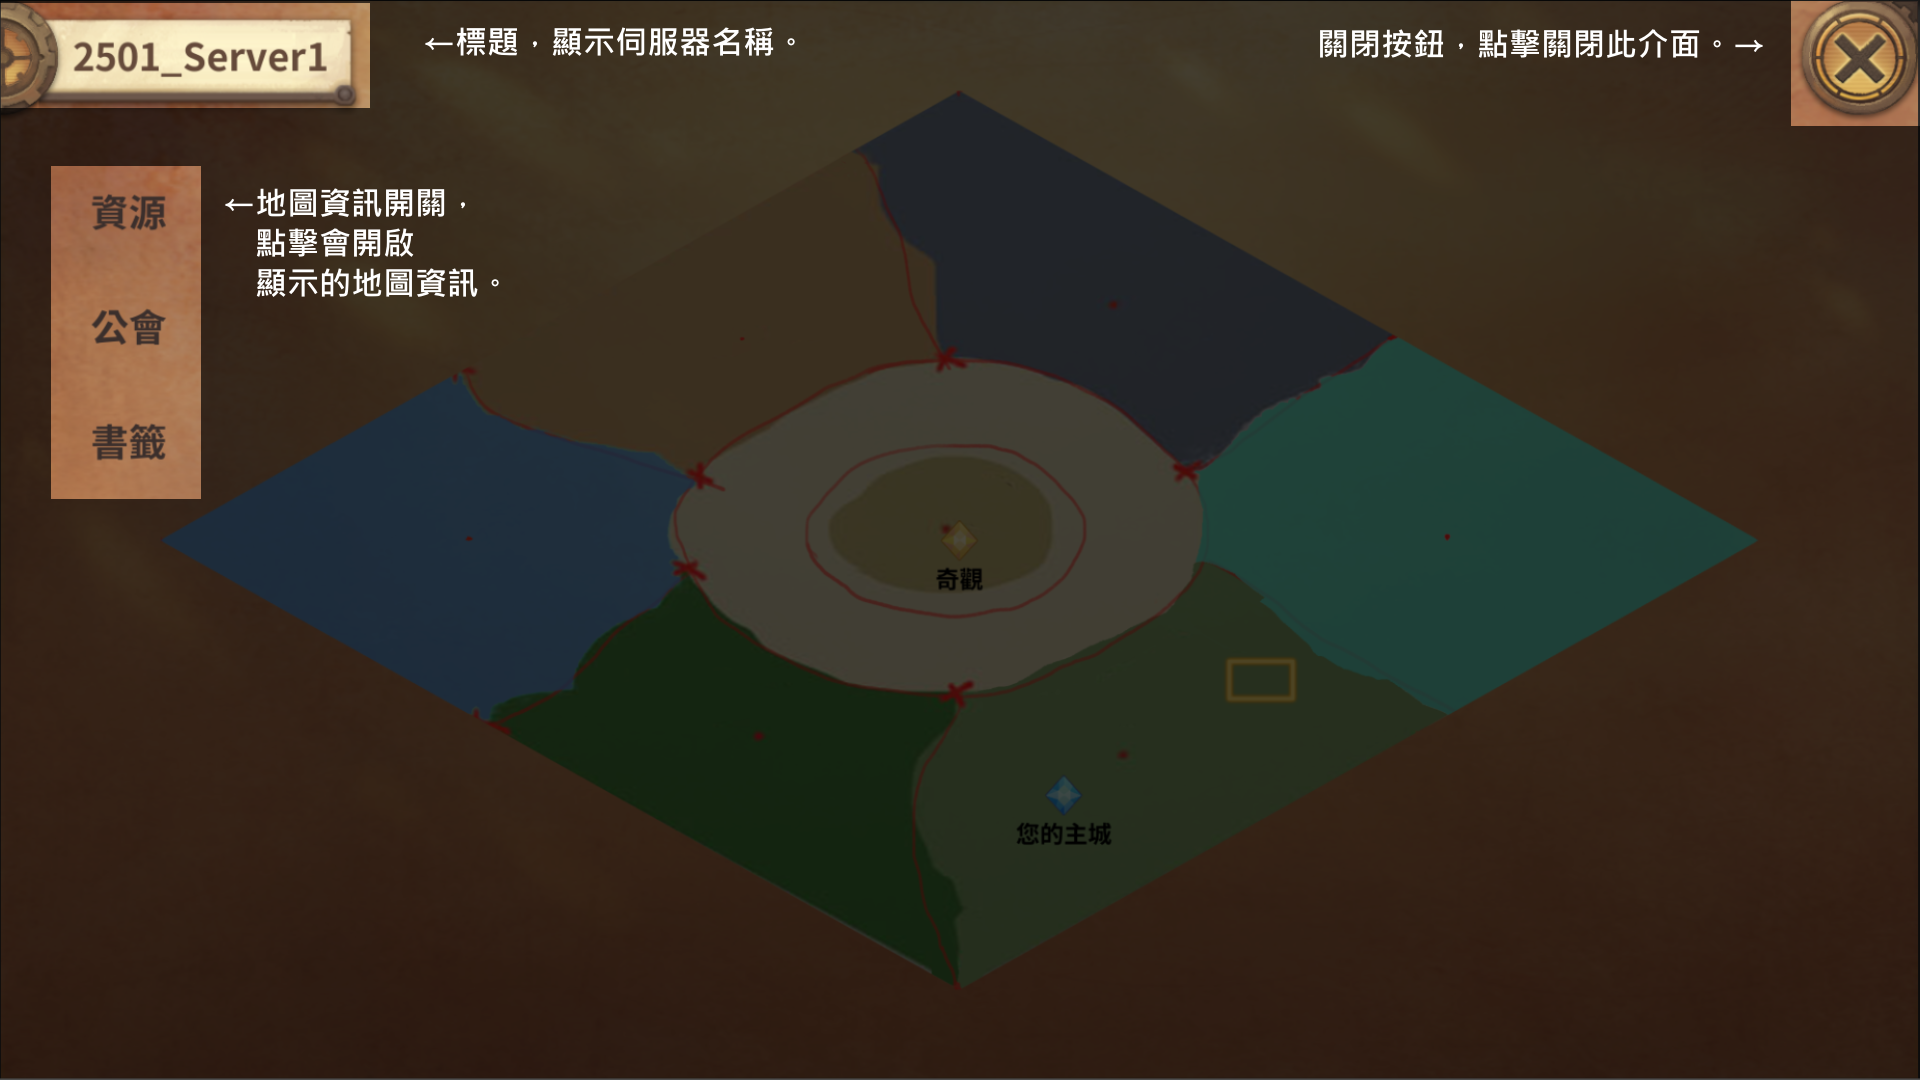 2501_Server1
←標題，顯示伺服器名稱。
關閉按鈕，點擊關閉此介面。→
資源
公會
書籤
←地圖資訊開關，
點擊會開啟
顯示的地圖資訊。
奇觀
您的主城